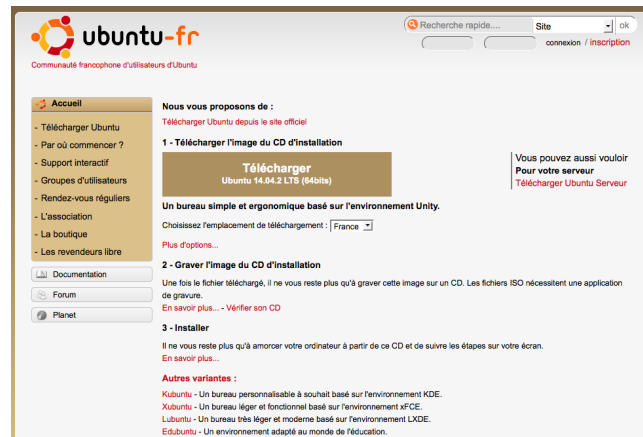 ubuntu-fr
Communauté francophone d'utilisateurs d'Ubuntu
Recherche rapide.... Site ok
connexion / inscription
Accueil
- Télécharger Ubuntu
- Par où commencer ?
- Support interactif
- Groupes d'utilisateurs
- Rendez-vous réguliers
- L'association
- La boutique
- Les revendeurs libre
Documentation
Forum
Planet
Nous vous proposons de :
Télécharger Ubuntu depuis le site officiel
1 - Télécharger l'image du CD d'installation
Télécharger
Ubuntu 14.04.2 LTS (64bits)
Un bureau simple et ergonomique basé sur l'environnement Unity.
Choisissez l'emplacement de téléchargement : France
Plus d'options...
Vous pouvez aussi vouloir
Pour votre serveur
Télécharger Ubuntu Serveur
2 - Graver l'image du CD d'installation
Une fois le fichier téléchargé, il ne vous reste plus qu'à graver cette image sur un CD. Les fichiers ISO nécessitent une application
de gravure.
En savoir plus... - Vérifier son CD
3 - Installer
Il ne vous reste plus qu'à amorcer votre ordinateur à partir de ce CD et de suivre les étapes sur votre écran.
En savoir plus...
Autres variantes :
Kubuntu - Un bureau personnalisable à souhait basé sur l'environnement KDE.
Xubuntu - Un bureau léger et fonctionnel basé sur l'environnement xFCE.
Lubuntu - Un bureau très léger et moderne basé sur l'environnement LXDE.
Edubuntu - Un environnement adapté au monde de l'éducation.